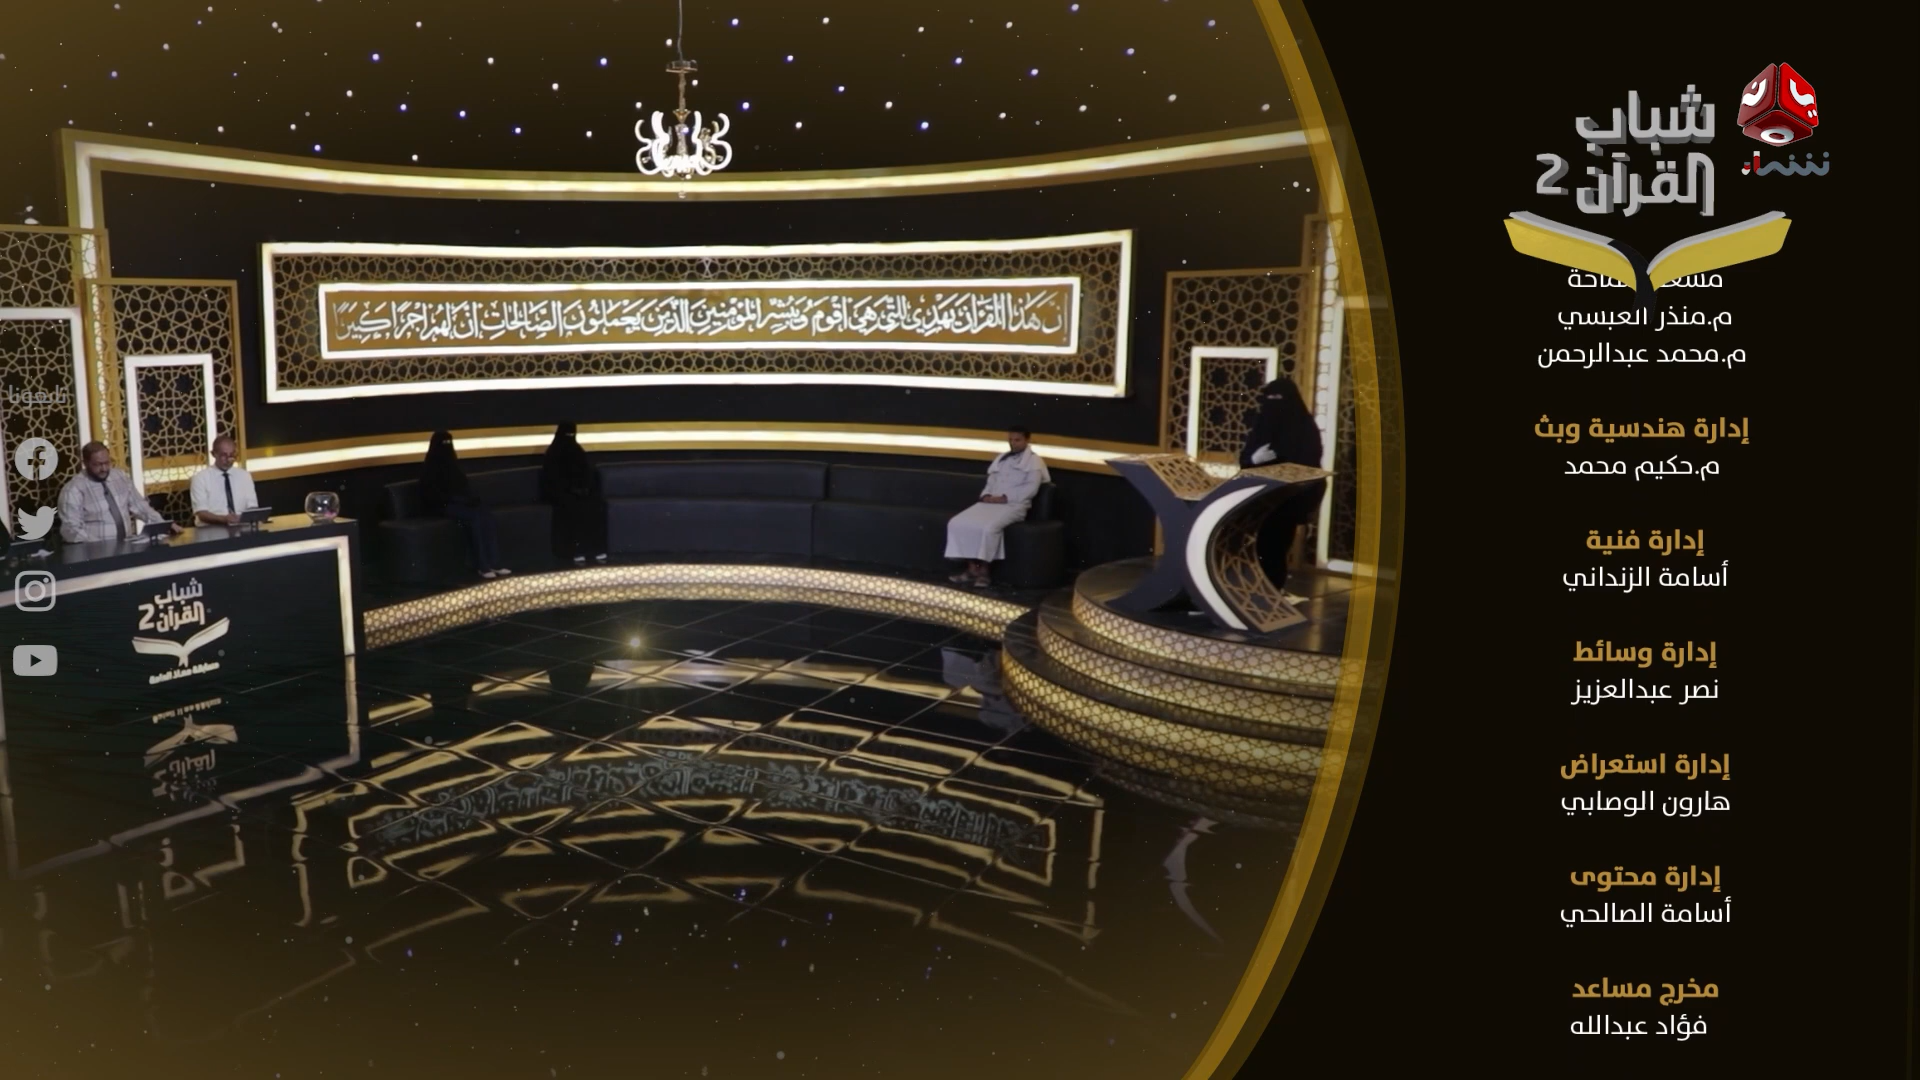 شباب
القرآن 2
م.منذر العبسي
م.محمد عبدالرحمن
إدارة هندسية وبث
م.حكيم محمد
إدارة فنية
أسامة الزنداني
إدارة وسائط
نصر عبدالعزيز
إدارة استعراض
هارون الوصابي
إدارة محتوى
أسامة الصالحي
مخرج مساعد
فؤاد عبدالله
إن هذا القرآن يهدي للتي هي أقوم ويبشر المؤمنين الذين يعملون الصالحات أن لهم أجرا كبيرا
تابعونا
شباب
القرآن 2